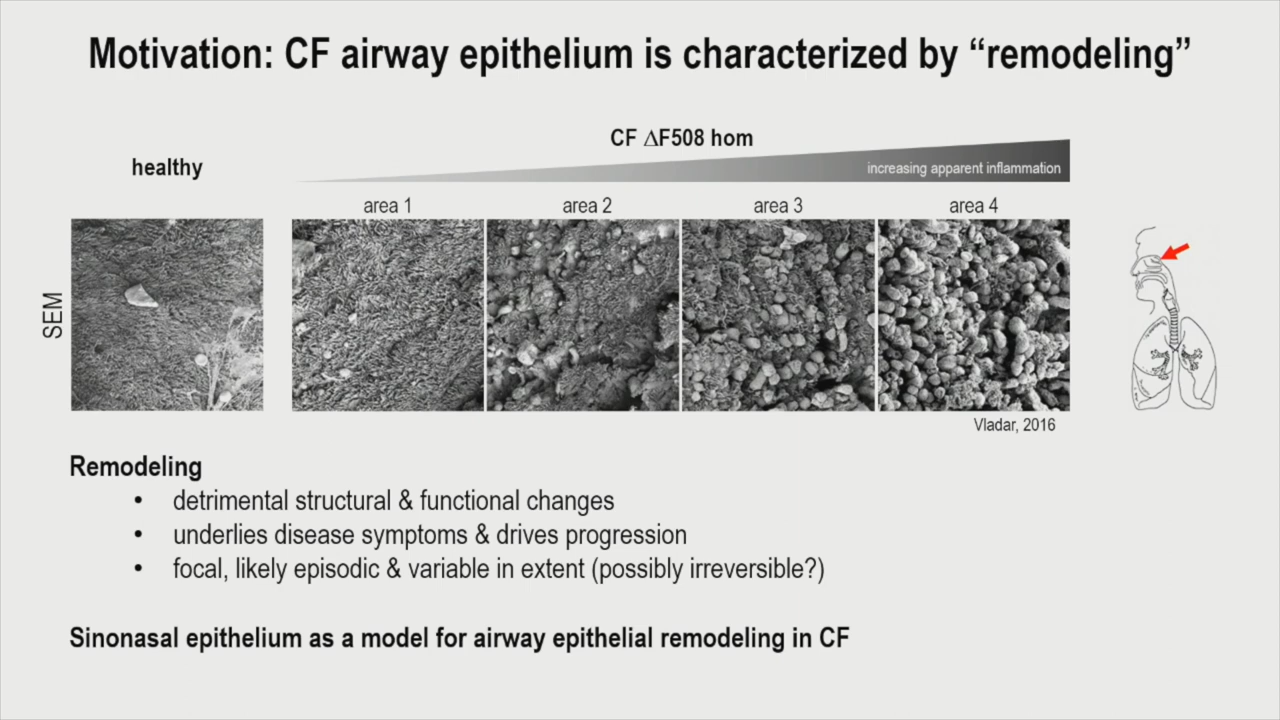 Motivation: CF airway epithelium is characterized by “remodeling”
CF ∆F508 hom
healthy
increasing apparent inflammation
area 1
area 2
area 3
area 4
SEM
Vladar, 2016
Remodeling
• detrimental structural & functional changes
• underlies disease symptoms & drives progression
• focal, likely episodic & variable in extent (possibly irreversible?)
Sinonasal epithelium as a model for airway epithelial remodeling in CF